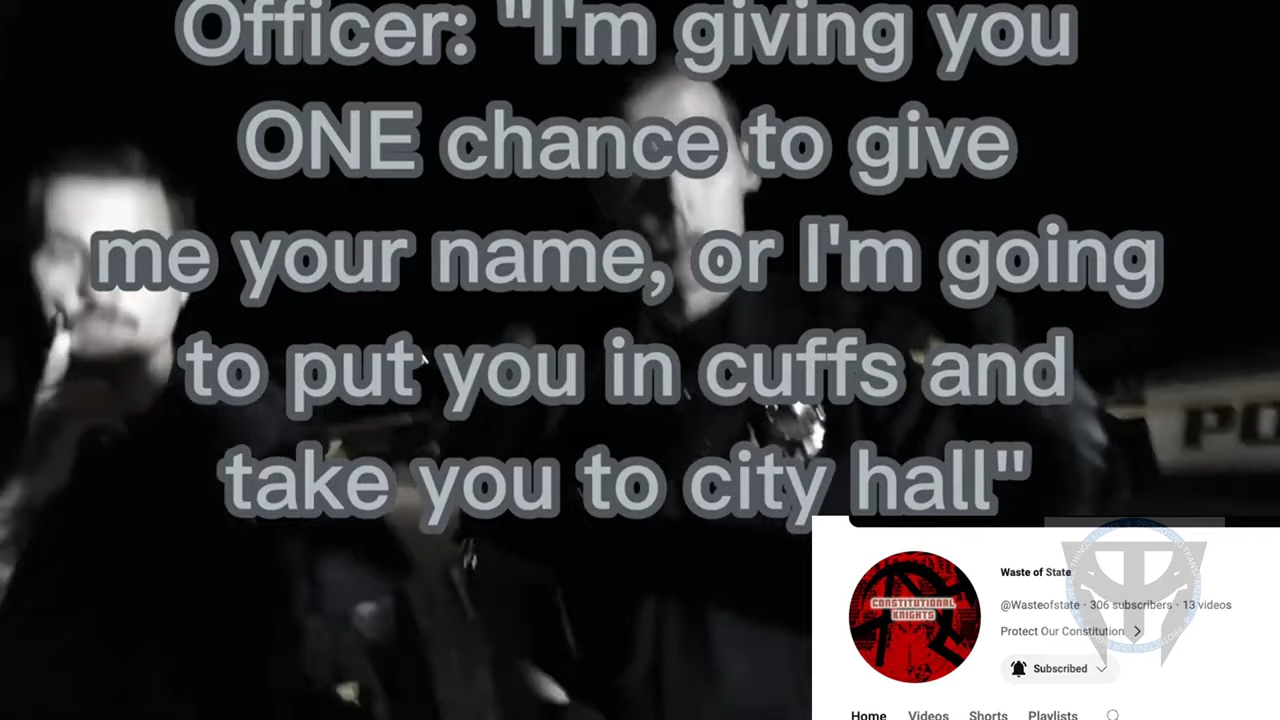 Officer: "I'm giving you
ONE chance to give
me your name, or I'm going
to put you in cuffs and
take you to city hall"
PO
CONSTITUTIONAL
KNIGHTS
Waste of State
@Wasteofstate · 306 subscribers · 13 videos
Protect Our Constitution
Subscribed
Home Videos Shorts Playlists